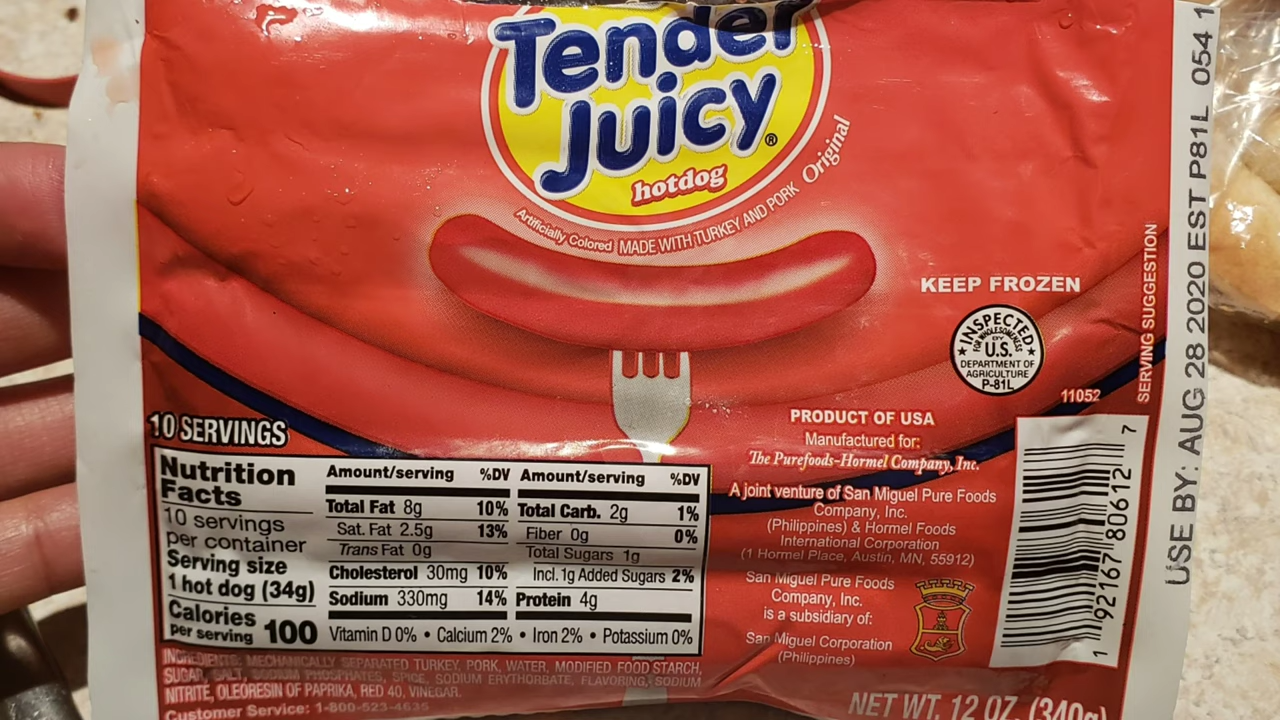 Tender
Juicy®
hotdog
Original
Artificially Colored MADE WITH TURKEY AND PORK
KEEP FROZEN
INSPECTED
FOR WHOLESOMENESS
BY
U.S.
DEPARTMENT OF
AGRICULTURE
P-81L
11052
SERVING SUGGESTION
USE BY: AUG 28 2020 EST P81L 054 1
10 SERVINGS
Nutrition
Facts
10 servings
per container
Serving size
1 hot dog (34g)
Calories
per serving 100
Amount/serving %DV
Total Fat 8g 10%
Sat. Fat 2.5g 13%
Trans Fat 0g
Cholesterol 30mg 10%
Sodium 330mg 14%
Amount/serving %DV
Total Carb. 2g 1%
Fiber 0g 0%
Total Sugars 1g
Incl. 1g Added Sugars 2%
Protein 4g
Vitamin D 0% • Calcium 2% • Iron 2% • Potassium 0%
INGREDIENTS: MECHANICALLY SEPARATED TURKEY, PORK, WATER, MODIFIED FOOD STARCH,
SUGAR, SALT, SODIUM PHOSPHATES, SPICE, SODIUM ERYTHORBATE, FLAVORING, SODIUM
NITRITE, OLEORESIN OF PAPRIKA, RED 40, VINEGAR.
Customer Service: 1-800-523-4635
PRODUCT OF USA
Manufactured for:
The Purefoods-Hormel Company, Inc.
A joint venture of San Miguel Pure Foods
Company, Inc.
(Philippines) & Hormel Foods
International Corporation
(1 Hormel Place, Austin, MN, 55912)
San Miguel Pure Foods
Company, Inc.
is a subsidiary of:
San Miguel Corporation
(Philippines)
1 92167 80612 7
NET WT. 12 OZ. (340g)